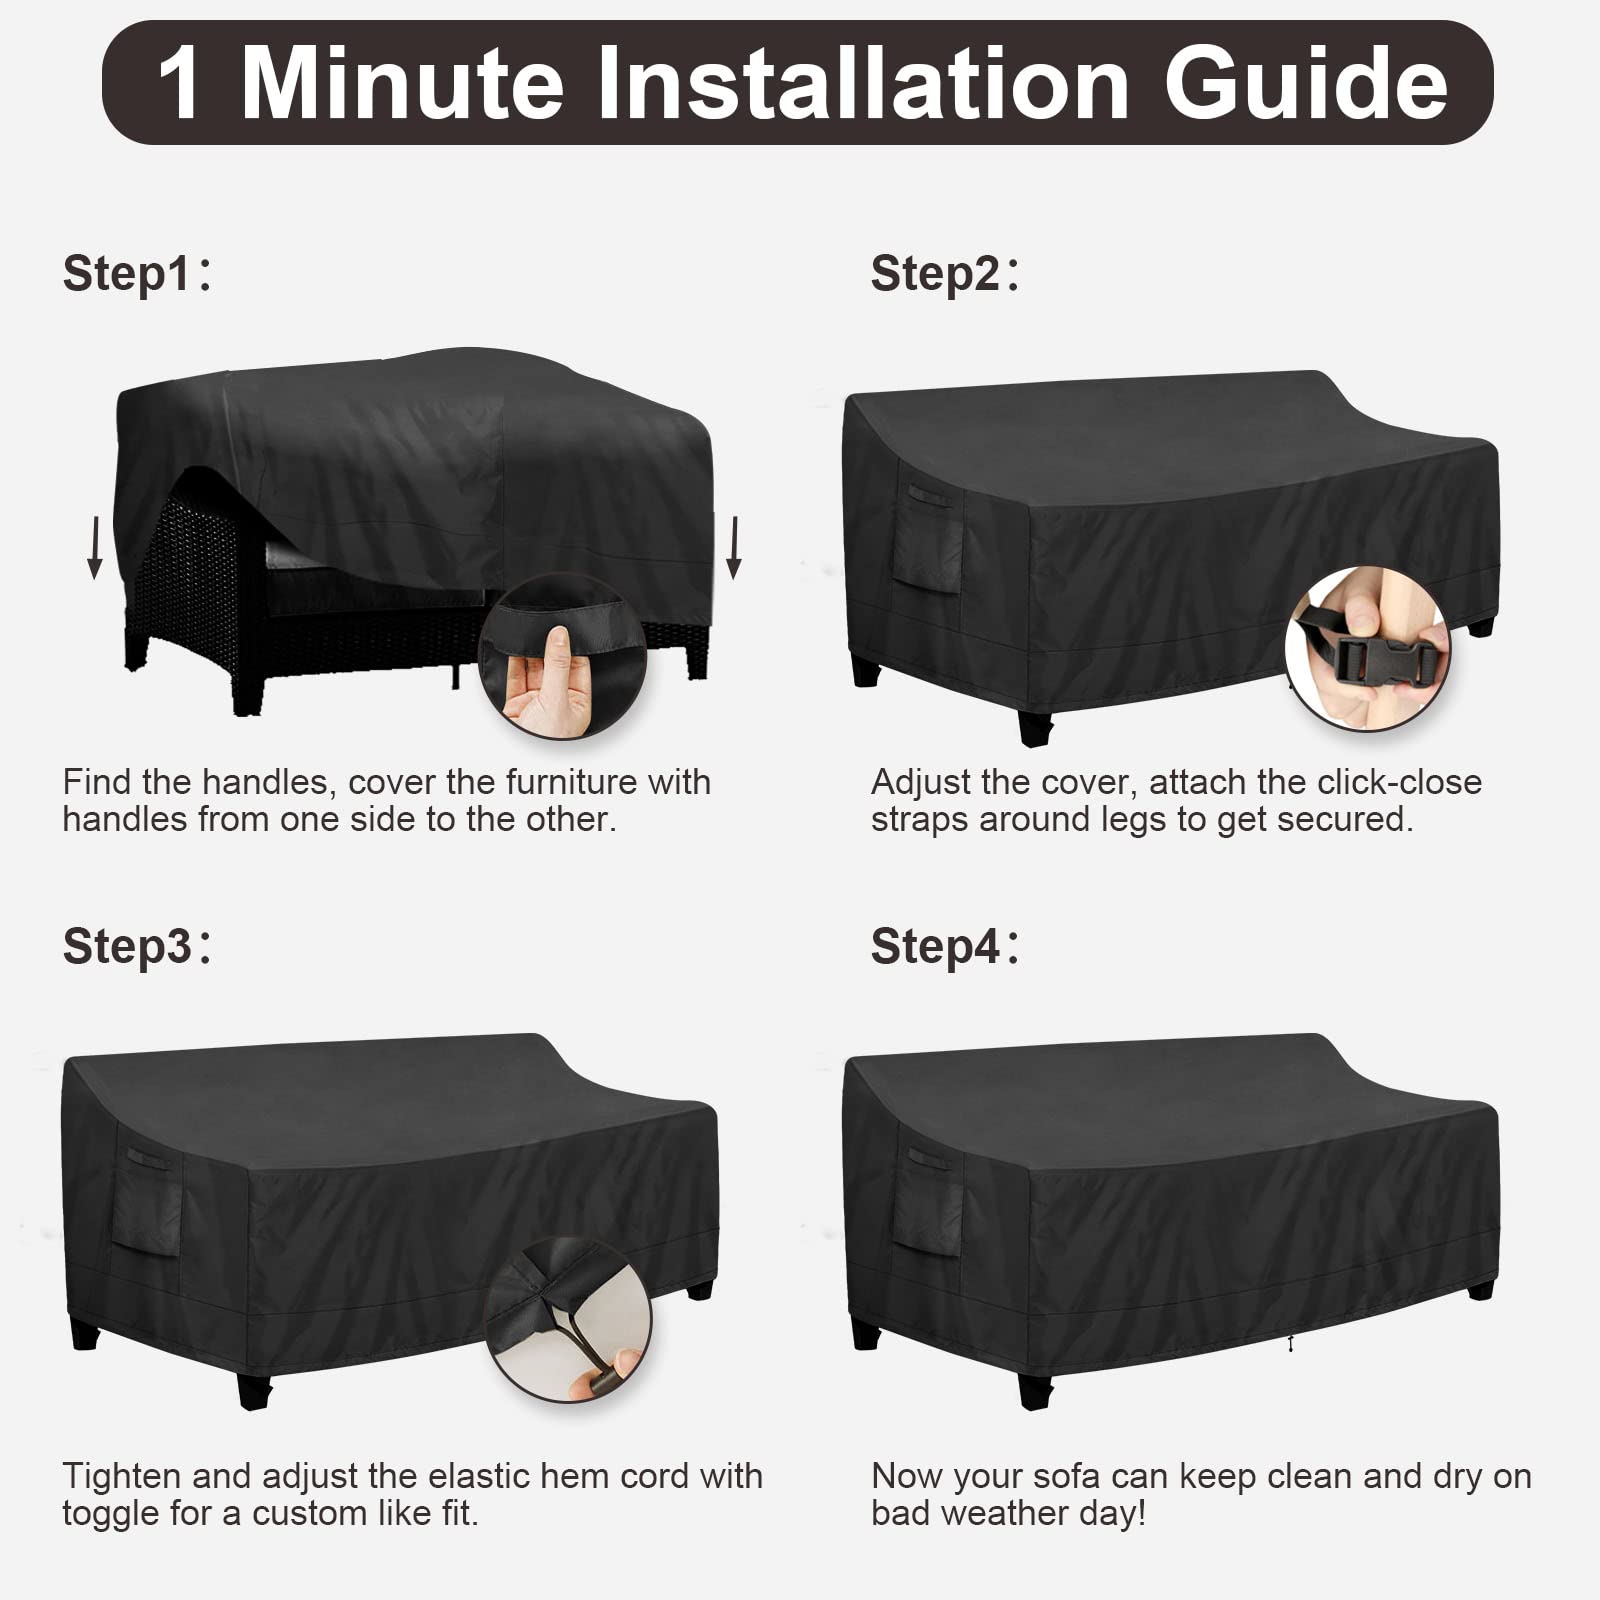 1 Minute Installation Guide
Step1：
Step2：
Find the handles, cover the furniture with
handles from one side to the other.
Adjust the cover, attach the click-close
straps around legs to get secured.
Step3：
Step4：
Tighten and adjust the elastic hem cord with
toggle for a custom like fit.
Now your sofa can keep clean and dry on
bad weather day!